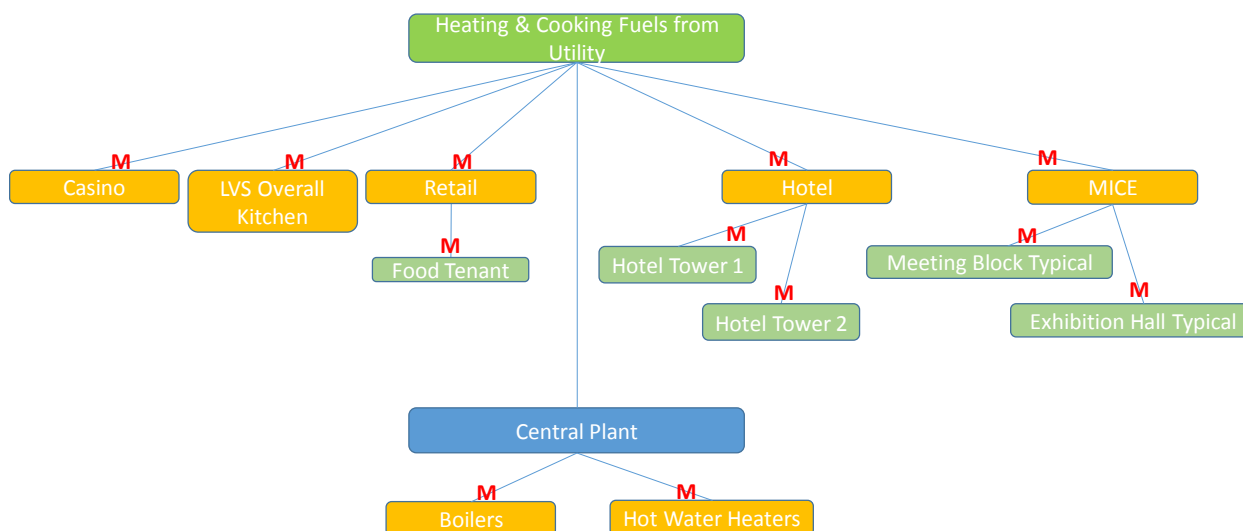 Heating & Cooking Fuels from
Utility
M
M
M
M
M
Casino
LVS Overall
Kitchen
Retail
Hotel
MICE
M
M
M
Food Tenant
Hotel Tower 1
Meeting Block Typical
M
M
Hotel Tower 2
Exhibition Hall Typical
Central Plant
M
M
Boilers
Hot Water Heaters